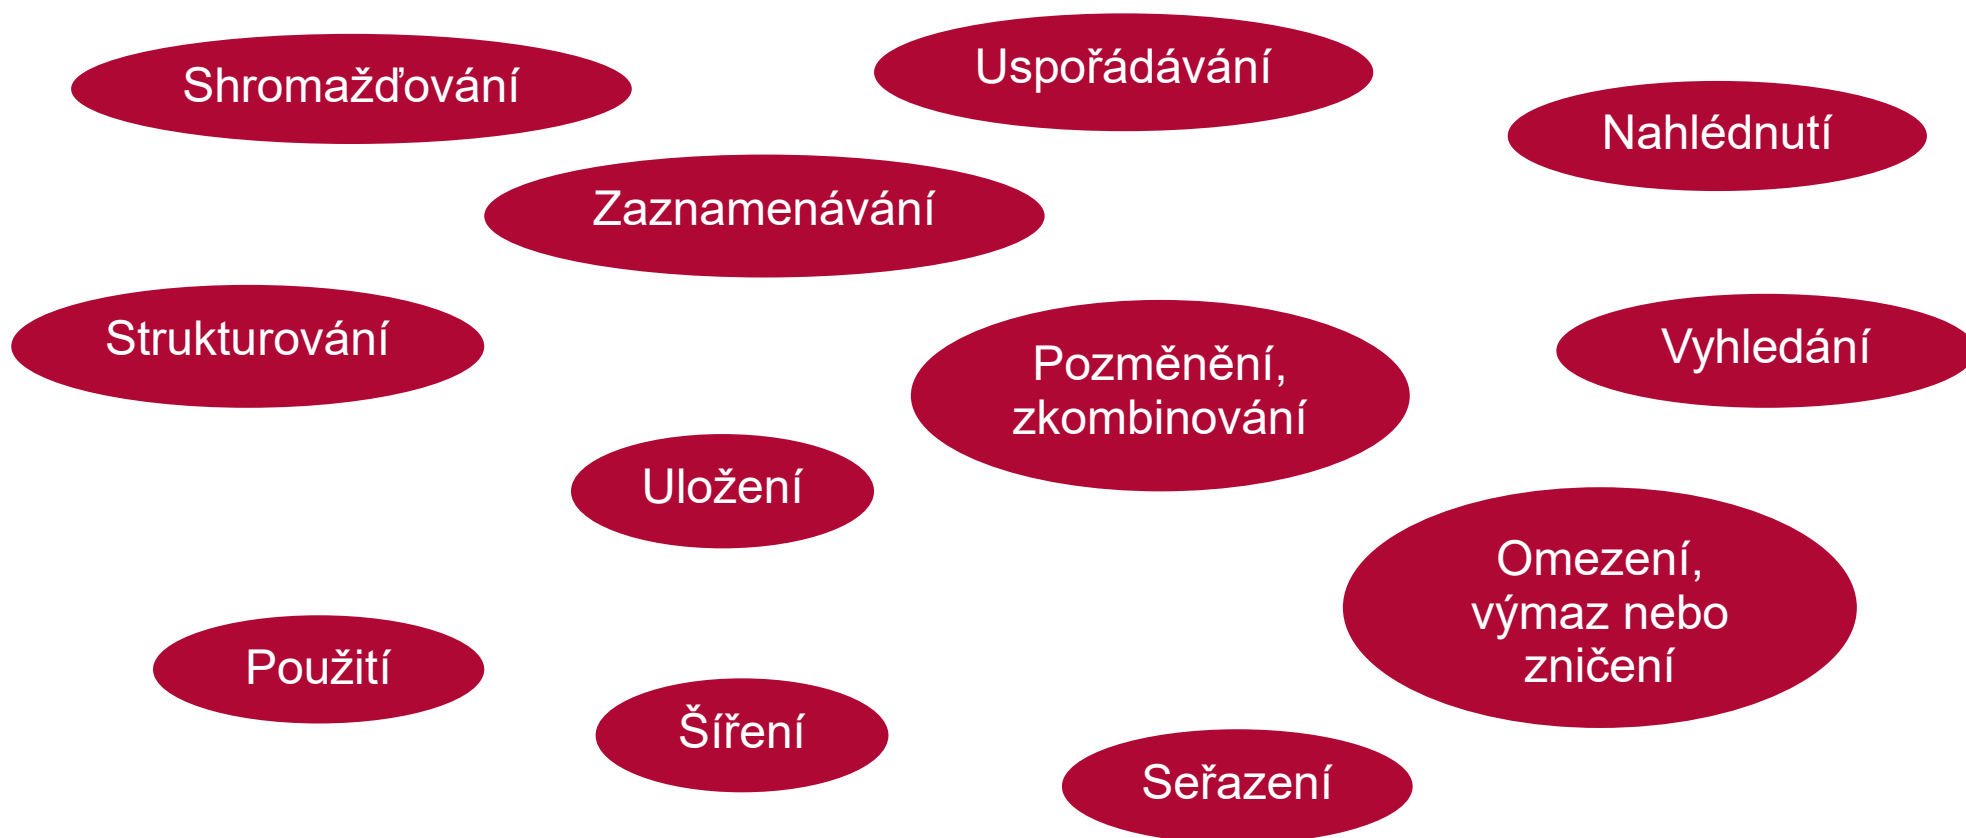 Shromažďování
Uspořádávání
Nahlédnutí
Zaznamenávání
Strukturování
Pozměnění,
zkombinování
Vyhledání
Uložení
Omezení,
výmaz nebo
zničení
Použití
Šíření
Seřazení